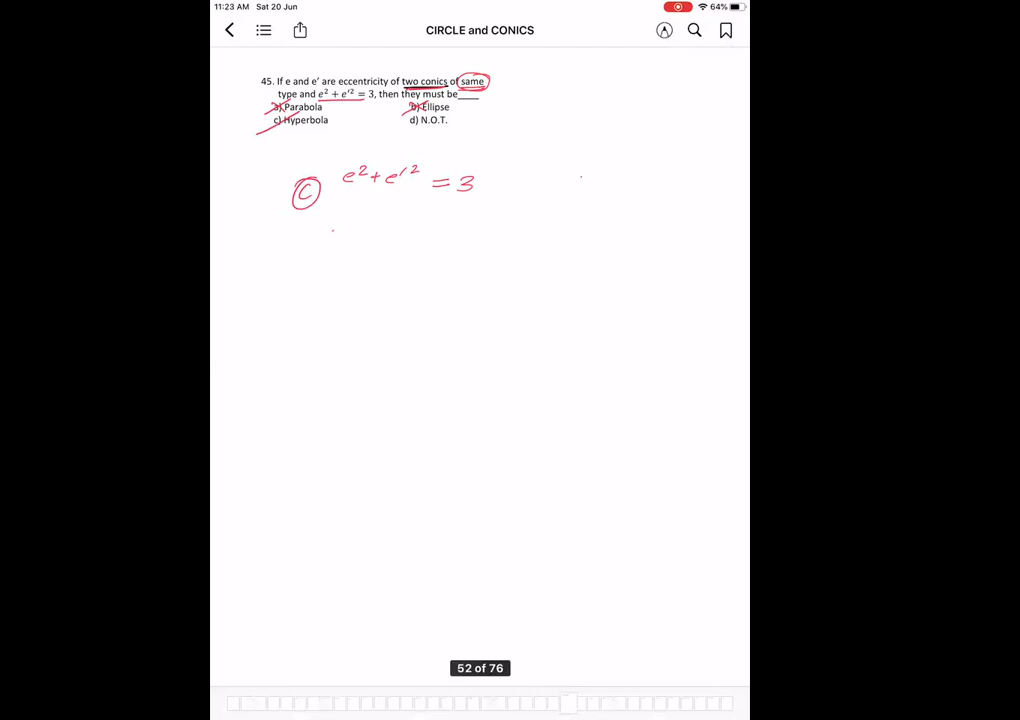 11:23 AM Sat 20 Jun
64%
CIRCLE and CONICS
45. If e and e′ are eccentricity of two conics of same
type and e² + e′² = 3, then they must be____
a) Parabola b) Ellipse
c) Hyperbola d) N.O.T.
C e² + e′² = 3
52 of 76